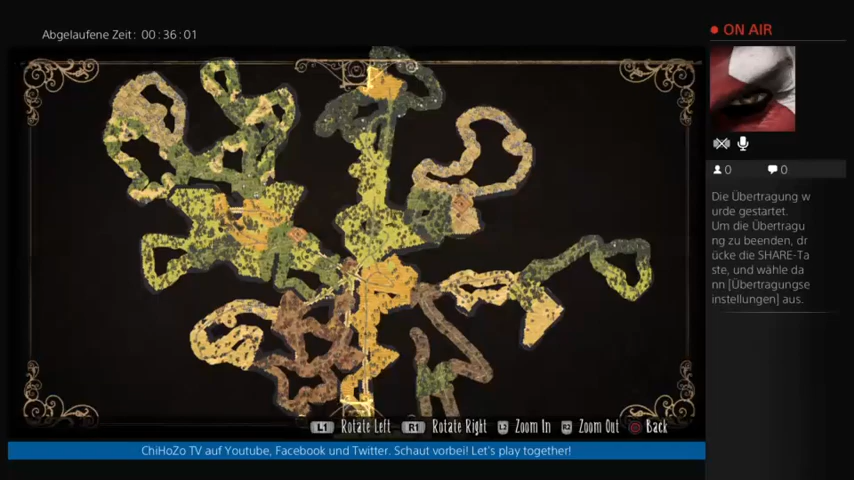 Abgelaufene Zeit: 00:36:01
ON AIR
0 0
Die Übertragung w
urde gestartet.
Um die Übertragu
ng zu beenden, dr
ücke die SHARE-Ta
ste, und wähle da
nn [Übertragungse
instellungen] aus.
L1 Rotate Left R1 Rotate Right L2 Zoom In R2 Zoom Out Back
ChiHoZo TV auf Youtube, Facebook und Twitter. Schaut vorbei! Let's play together!